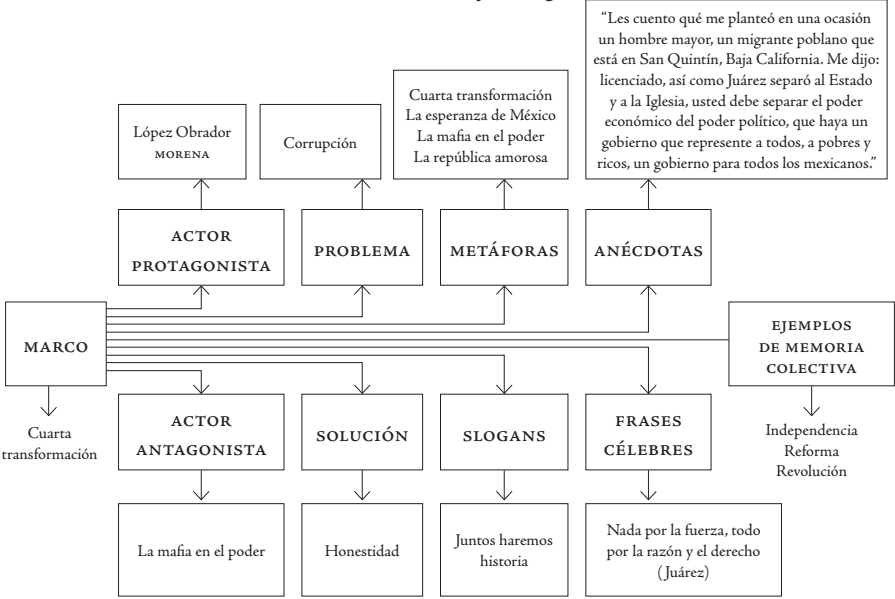 “Les cuento qué me planteó en una ocasión
un hombre mayor, un migrante poblano que
está en San Quintín, Baja California. Me dijo:
licenciado, así como Juárez separó al Estado
y a la Iglesia, usted debe separar el poder
económico del poder político, que haya un
gobierno que represente a todos, a pobres y
ricos, un gobierno para todos los mexicanos.”
López Obrador
MORENA
Corrupción
Cuarta transformación
La esperanza de México
La mafia en el poder
La república amorosa
ACTOR
PROTAGONISTA
PROBLEMA
METÁFORAS
ANÉCDOTAS
MARCO
EJEMPLOS
DE MEMORIA
COLECTIVA
Cuarta
transformación
ACTOR
ANTAGONISTA
SOLUCIÓN
SLOGANS
FRASES
CÉLEBRES
Independencia
Reforma
Revolución
La mafia en el poder
Honestidad
Juntos haremos
historia
Nada por la fuerza, todo
por la razón y el derecho
(Juárez)